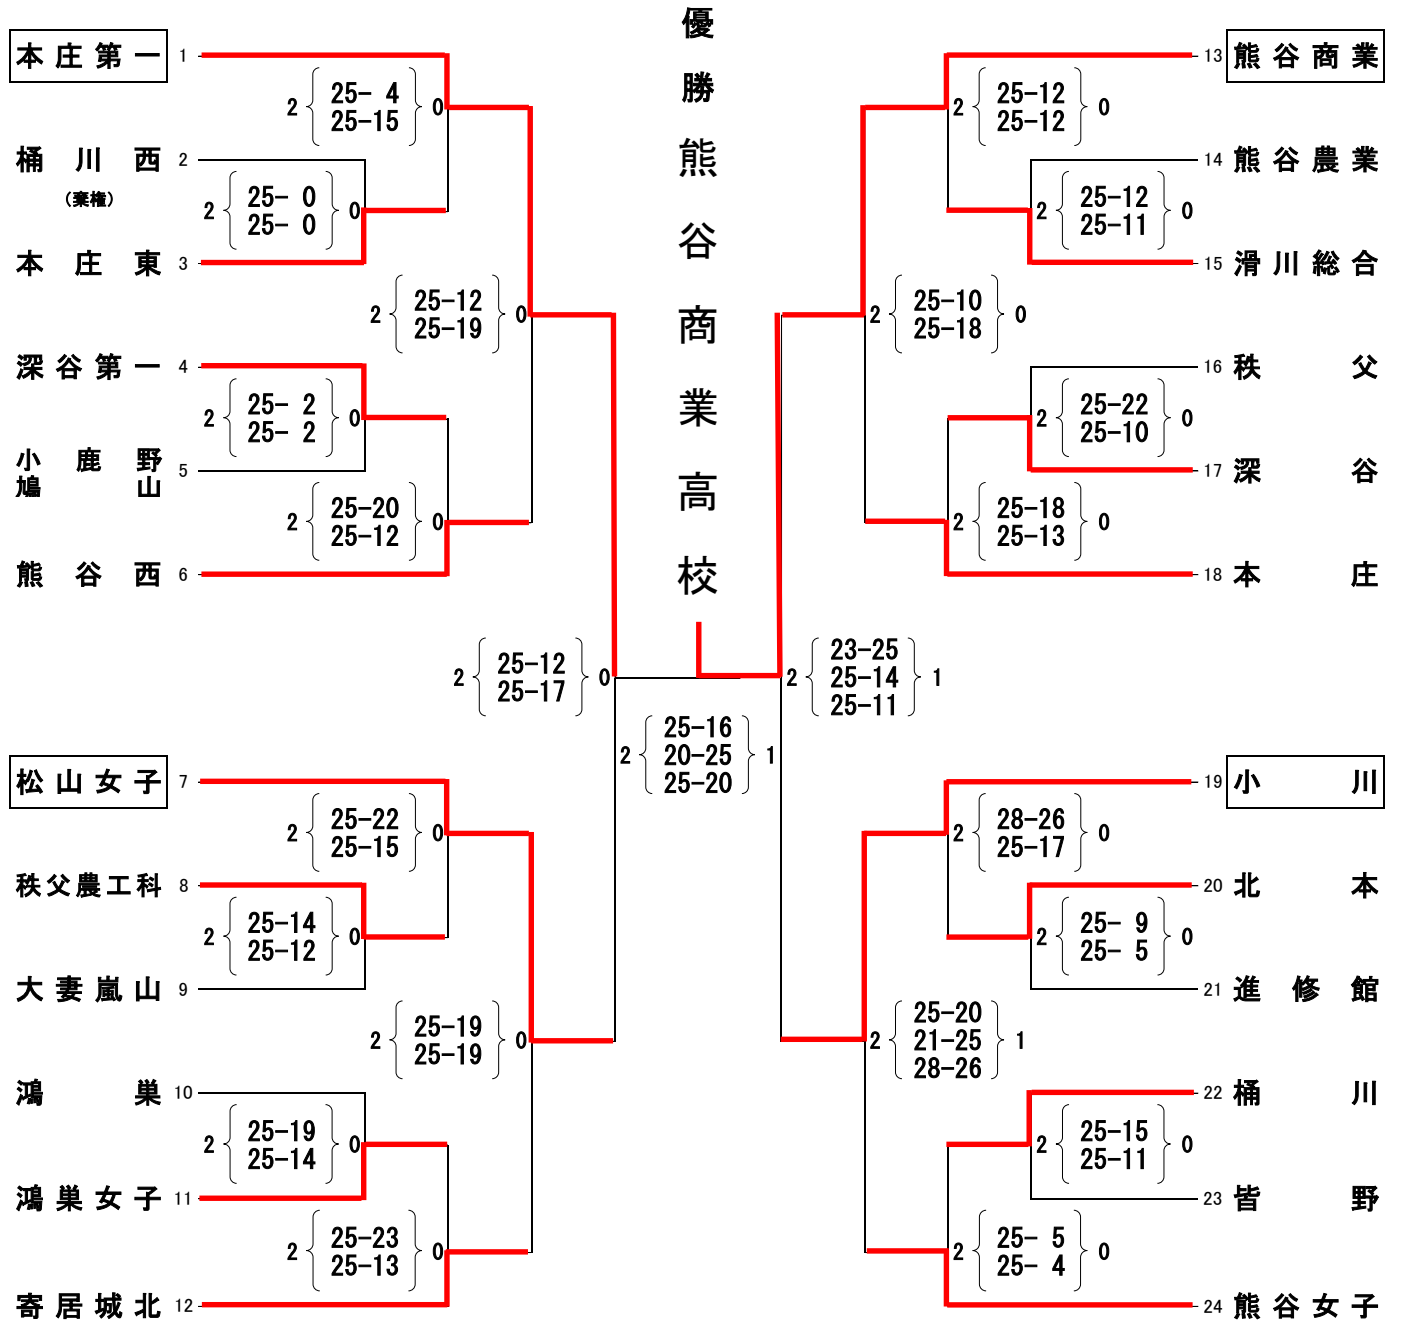 優勝 熊谷商業高校
本庄第一 1
2 25- 4 0
25-15
桶川西 2
（棄権）
2 25- 0 0
25- 0
本庄東 3
2 25-12 0
25-19
深谷第一 4
2 25- 2 0
25- 2
小鹿野 5
鳩山
2 25-20 0
25-12
熊谷西 6
2 25-12 0
25-17
松山女子 7
2 25-22 0
25-15
秩父農工科 8
2 25-14 0
25-12
大妻嵐山 9
2 25-19 0
25-19
鴻巣 10
2 25-19 0
25-14
鴻巣女子 11
2 25-23 0
25-13
寄居城北 12
25-16
2 20-25 1
25-20
13 熊谷商業
2 25-12 0
25-12
14 熊谷農業
2 25-12 0
25-11
15 滑川総合
2 25-10 0
25-18
16 秩父
2 25-22 0
25-10
17 深谷
2 25-18 0
25-13
18 本庄
23-25
2 25-14 1
25-11
19 小川
2 28-26 0
25-17
20 北本
2 25- 9 0
25- 5
21 進修館
25-20
2 21-25 1
28-26
22 桶川
2 25-15 0
25-11
23 皆野
2 25- 5 0
25- 4
24 熊谷女子